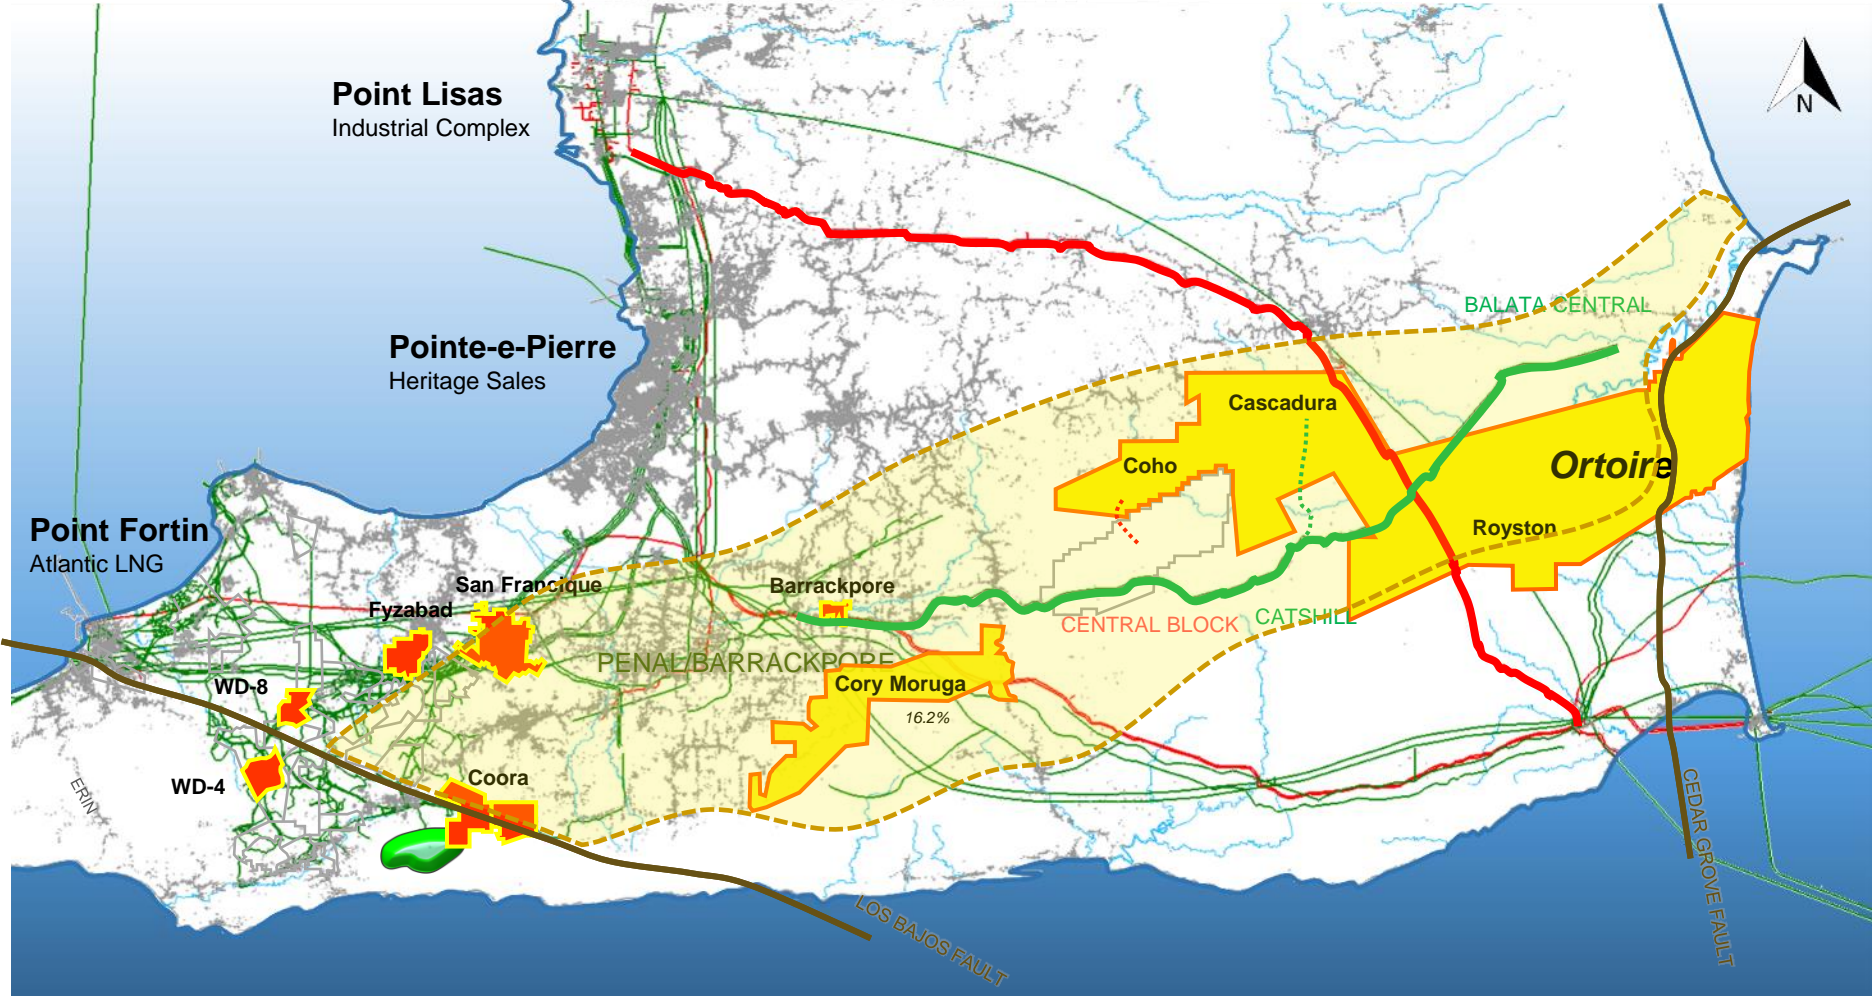 Point Lisas
Industrial Complex
N
Pointe-e-Pierre
Heritage Sales
BALATA CENTRAL
Cascadura
Coho
Ortoire
Royston
Point Fortin
Atlantic LNG
San Francique
Fyzabad
Barrackpore
CENTRAL BLOCK
CATSHILL
PENAL/BARRACKPORE
Cory Moruga
16.2%
WD-8
WD-4
Coora
ERIN
LOS BAJOS FAULT
CEDAR GROVE FAULT